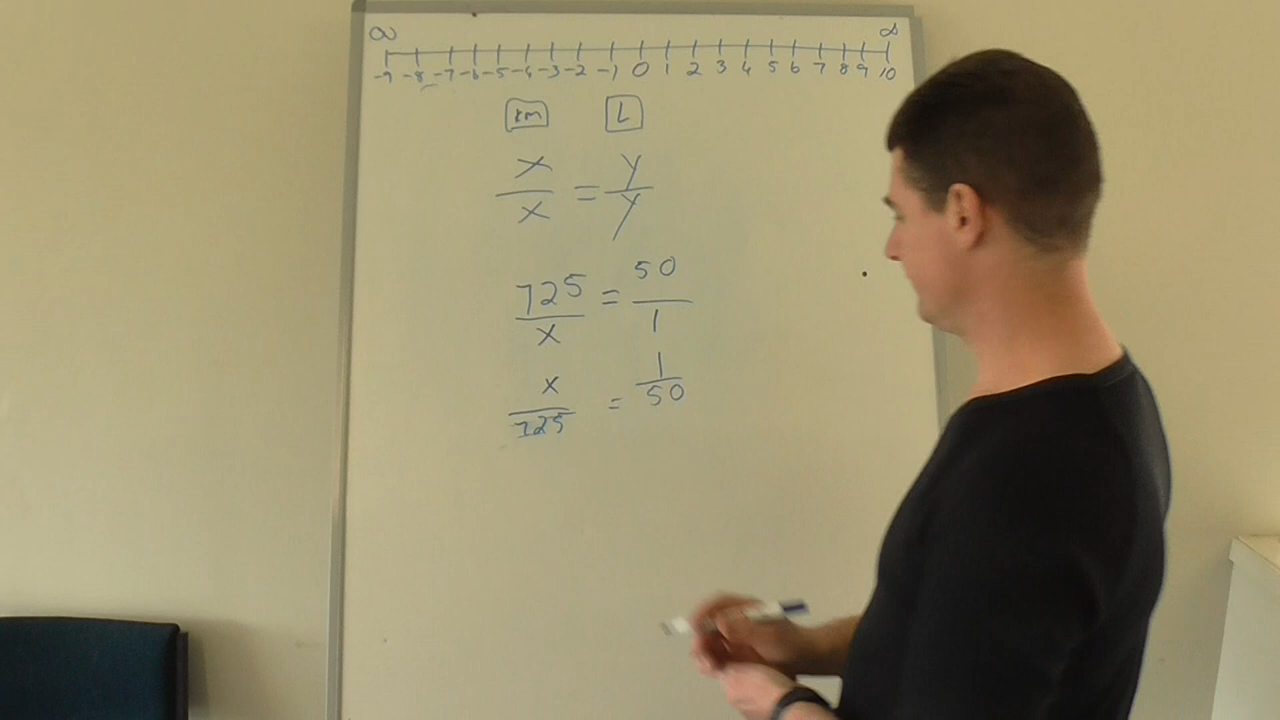 ∞ ∞
-9 -8 -7 -6 -5 -4 -3 -2 -1 0 1 2 3 4 5 6 7 8 9 10
km L
x/x = y/y
725/x = 50/1
x/725 = 1/50